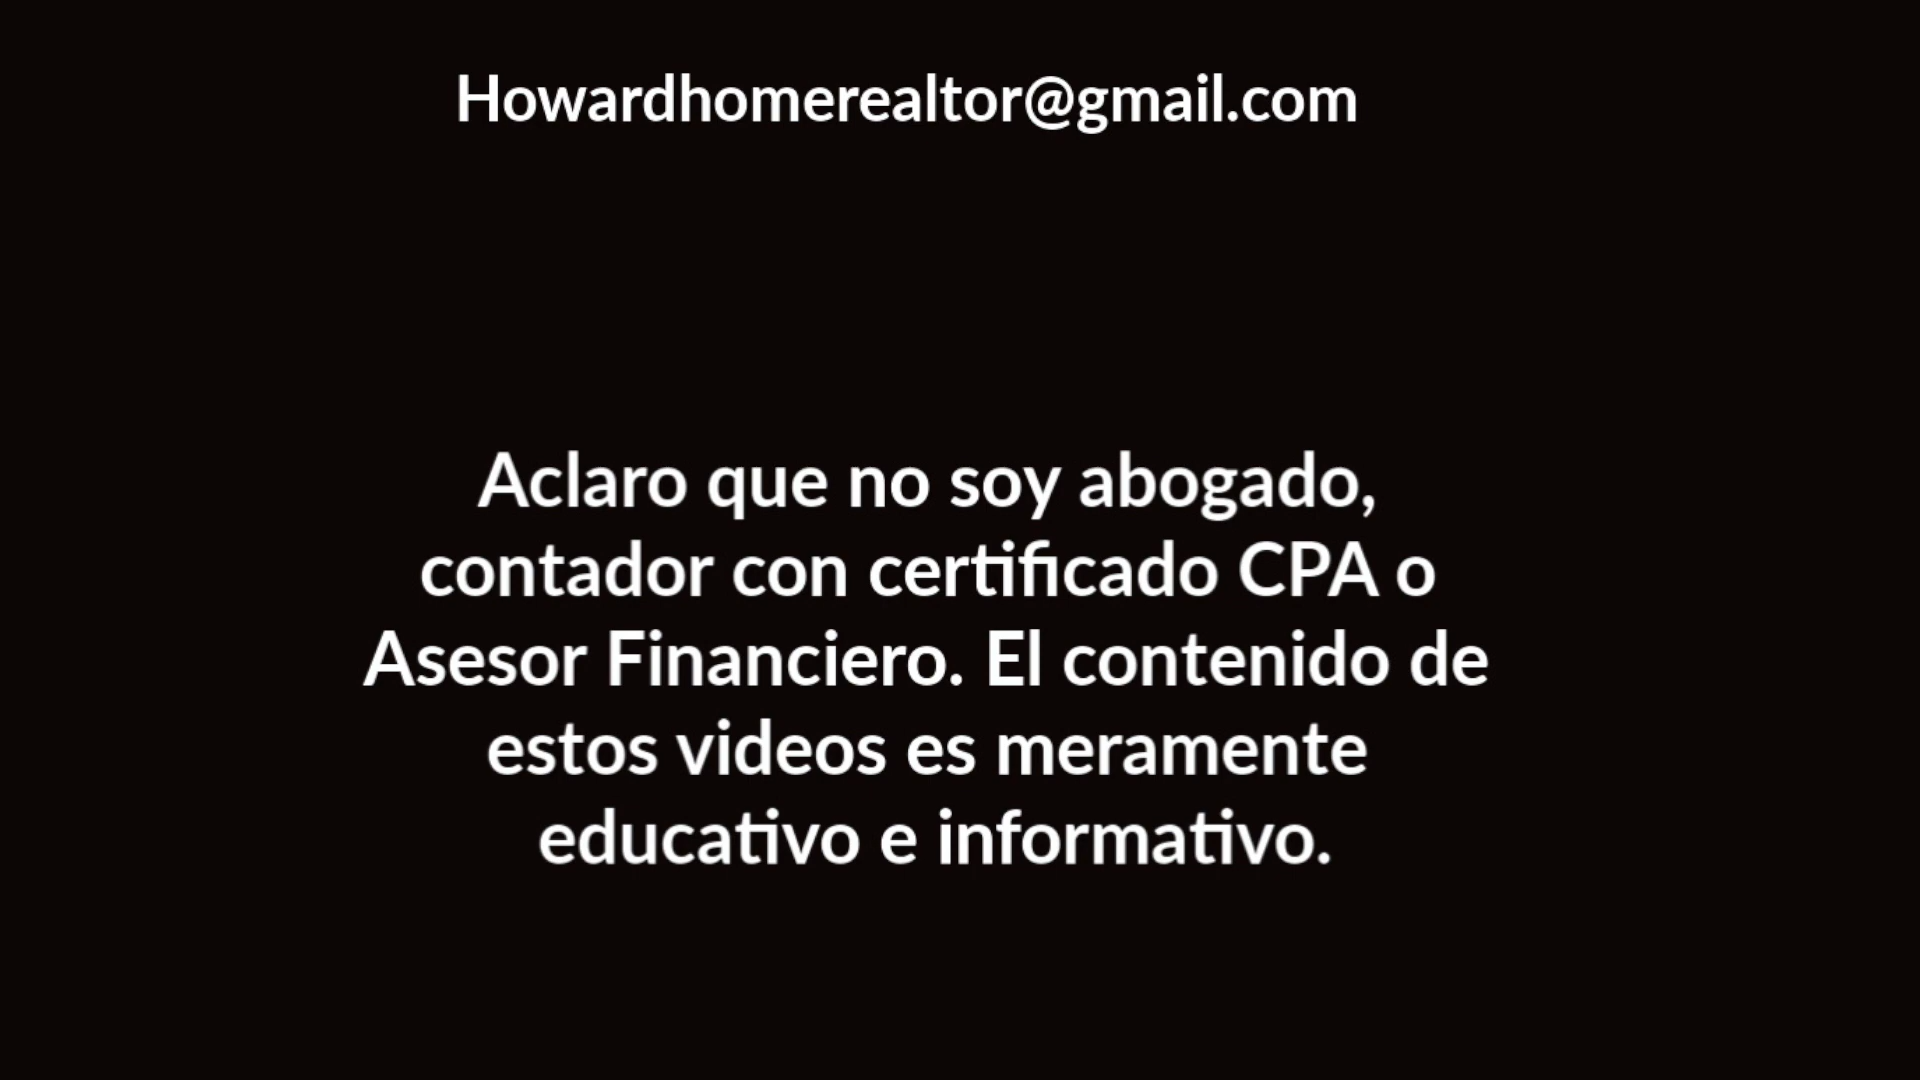 Howardhomerealtor@gmail.com
Aclaro que no soy abogado,
contador con certificado CPA o
Asesor Financiero. El contenido de
estos videos es meramente
educativo e informativo.